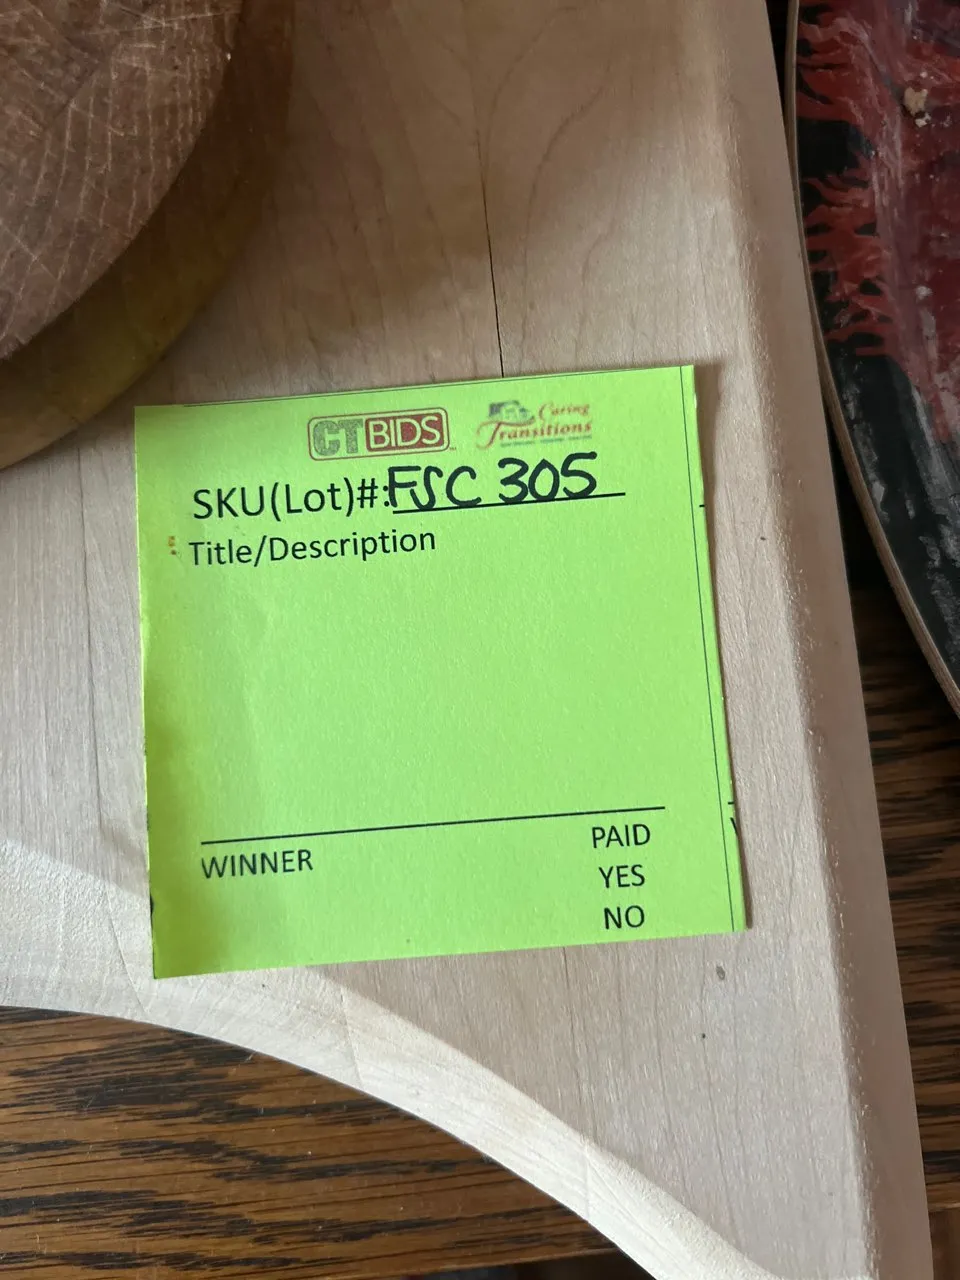 CTBIDS
Caring
Transitions
SKU(Lot)#: FSC 305
Title/Description
WINNER
PAID
YES
NO